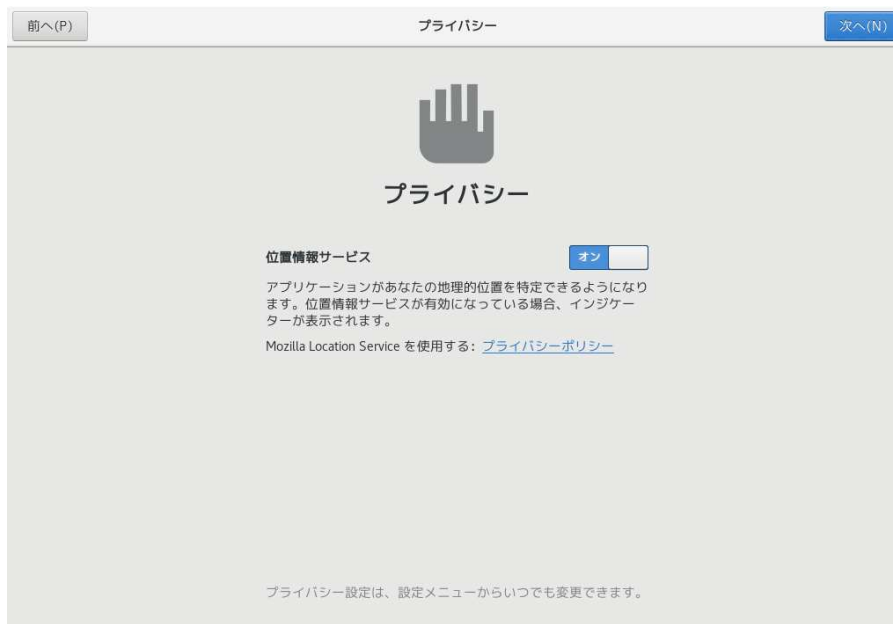 前へ(P)
プライバシー
次へ(N)
プライバシー
位置情報サービス
オン
アプリケーションがあなたの地理的位置を特定できるようになり
ます。位置情報サービスが有効になっている場合、インジケー
ターが表示されます。
Mozilla Location Service を使用する: プライバシーポリシー
プライバシー設定は、設定メニューからいつでも変更できます。